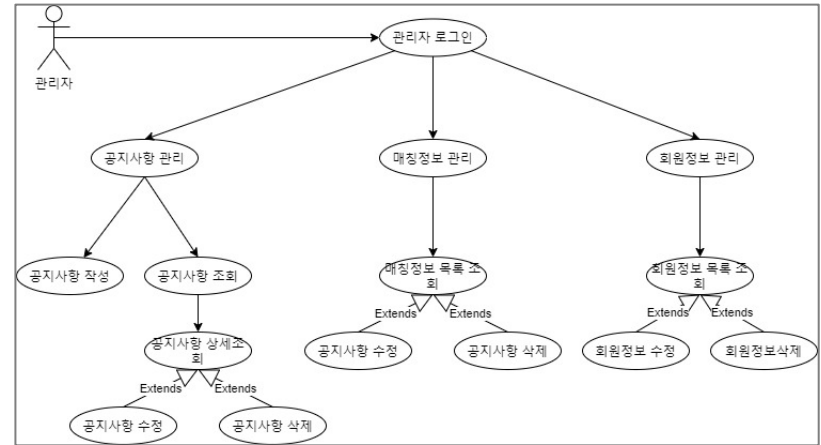 관리자 로그인
관리자
공지사항 관리
매칭정보 관리
회원정보 관리
공지사항 작성
공지사항 조회
매칭정보 목록 조
회
회원정보 목록 조
회
Extends
Extends
Extends
Extends
공지사항 상세조
회
공지사항 수정
공지사항 삭제
회원정보 수정
회원정보삭제
Extends
Extends
공지사항 수정
공지사항 삭제